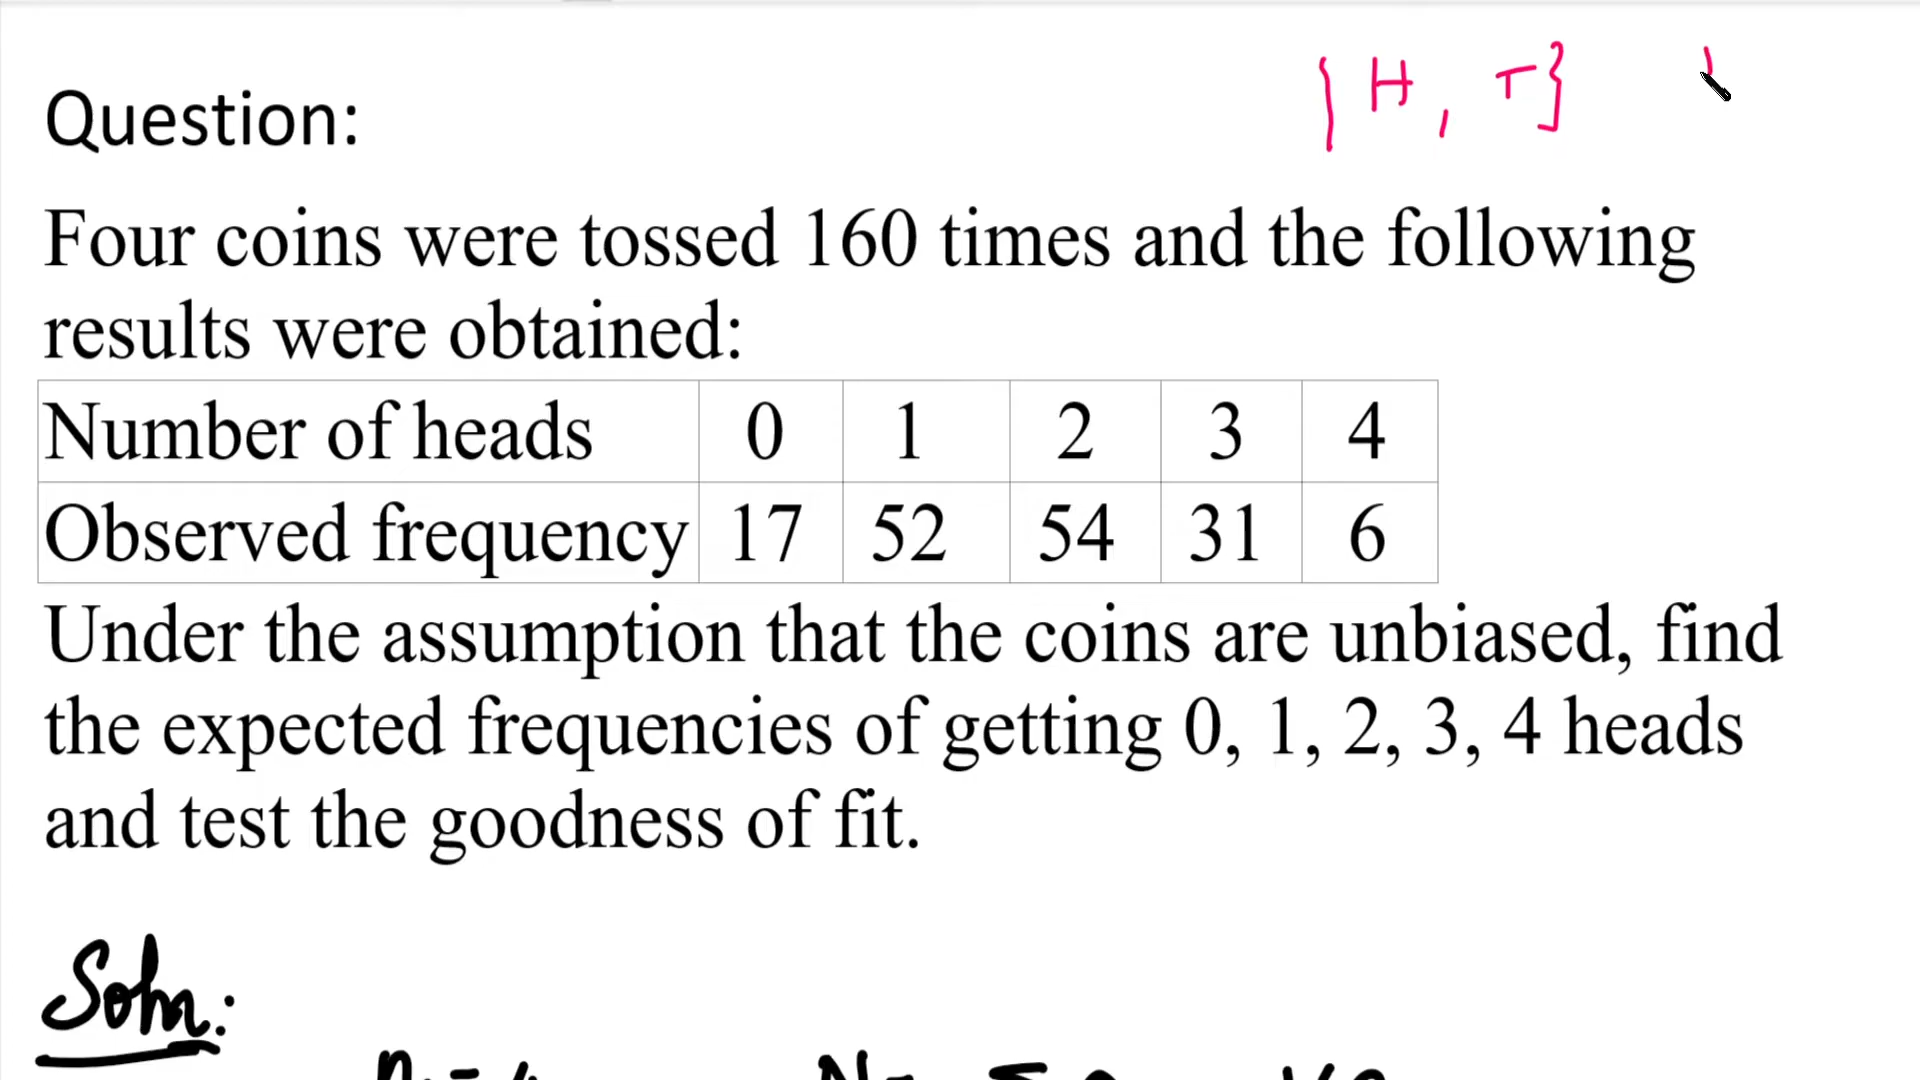 {H, T}
Question:
Four coins were tossed 160 times and the following
results were obtained:
Number of heads 0 1 2 3 4
Observed frequency 17 52 54 31 6
Under the assumption that the coins are unbiased, find
the expected frequencies of getting 0, 1, 2, 3, 4 heads
and test the goodness of fit.
Soln: